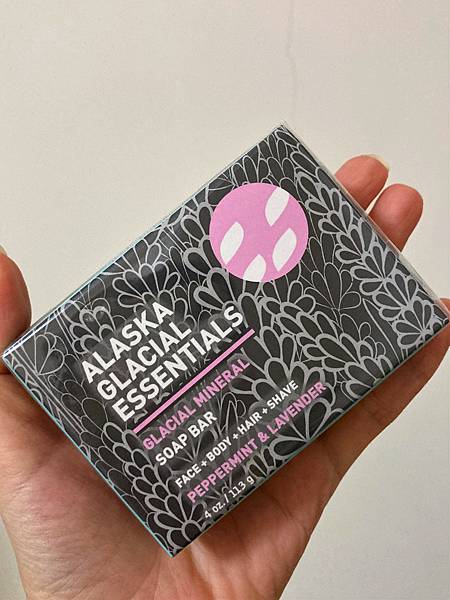 ALASKA
GLACIAL
ESSENTIALS
GLACIAL MINERAL
SOAP BAR
FACE + BODY + HAIR + SHAVE
PEPPERMINT & LAVENDER
4 oz / 113 g